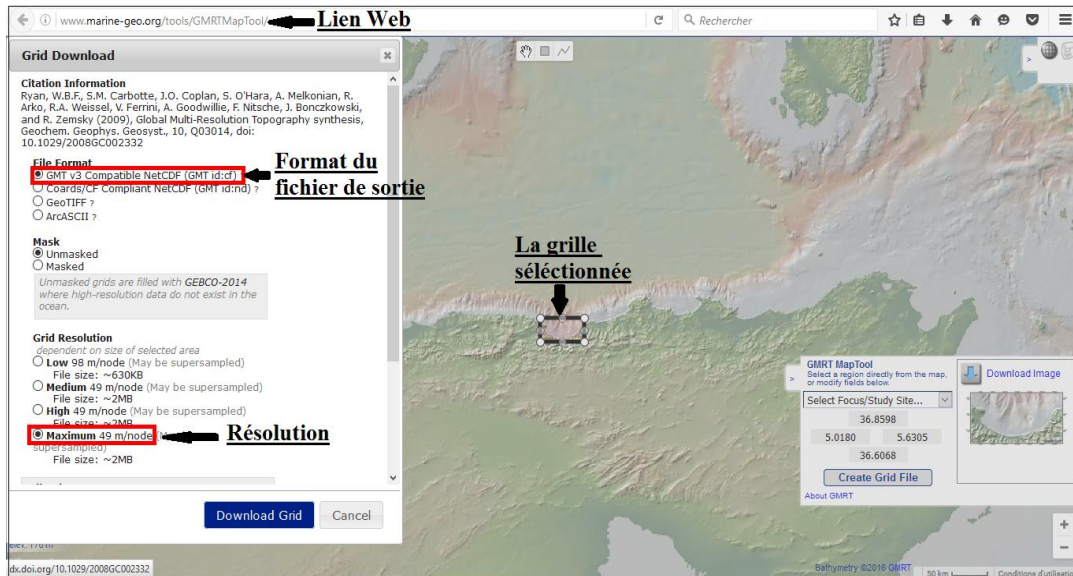 www.marine-geo.org/tools/GMRTMapTool/
Lien Web
Rechercher
Grid Download
Citation Information
Ryan, W.B.F., S.M. Carbotte, J.O. Coplan, S. O'Hara, A. Melkonian, R.
Arko, R.A. Weissel, V. Ferrini, A. Goodwillie, F. Nitsche, J. Bonczkowski,
and R. Zemsky (2009), Global Multi-Resolution Topography synthesis,
Geochem. Geophys. Geosyst., 10, Q03014, doi:
10.1029/2008GC002332
File Format
GMT v3 Compatible NetCDF (GMT id:cf)
Coards/CF Compliant NetCDF (GMT id:nd) ?
GeoTIFF ?
ArcASCII ?
Format du
fichier de sortie
Mask
Unmasked
Masked
Unmasked grids are filled with GEBCO-2014
where high-resolution data do not exist in the
ocean.
La grille
séléctionnée
Grid Resolution
dependent on size of selected area
Low 98 m/node (May be supersampled)
File size: ~630KB
Medium 49 m/node (May be supersampled)
File size: ~2MB
High 49 m/node (May be supersampled)
File size: ~2MB
Maximum 49 m/node
supersampled)
File size: ~2MB
Résolution
Download Grid
Cancel
GMRT MapTool
Select a region directly from the map,
or modify fields below.
Select Focus/Study Site...
36.8598
5.0180 5.6305
36.6068
Create Grid File
About GMRT
Download Image
dx.doi.org/10.1029/2008GC002332
Bathymetry ©2016 GMRT
50 km
Conditions d'utilisation